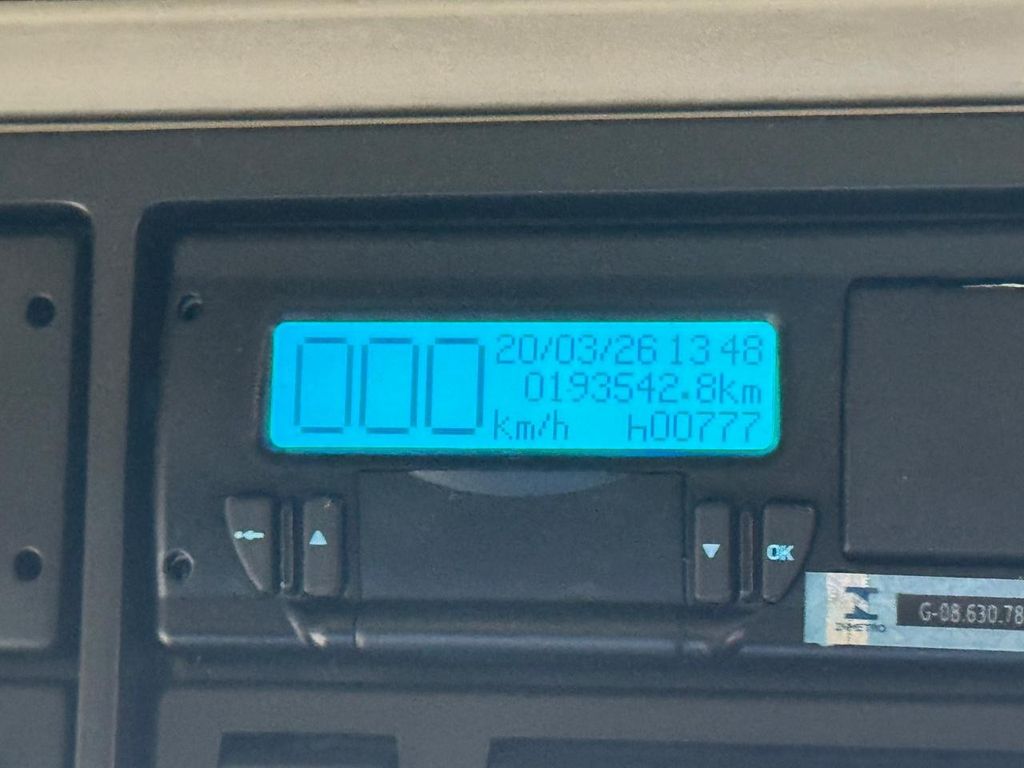 000
20/03/26 13 48
0193542.8km
km/h h00777
OK
INMETRO
G-08.630.78